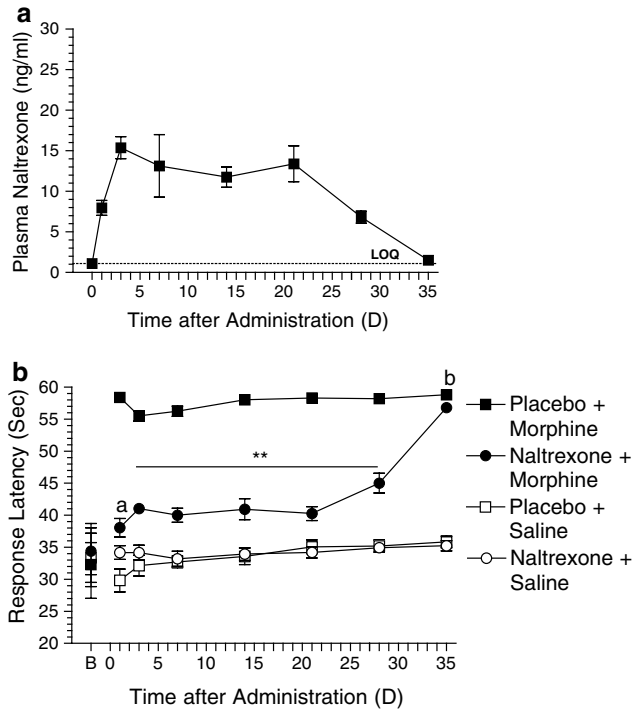 a
Plasma Naltrexone (ng/ml)
30
25
20
15
10
5
0
LOQ
0 5 10 15 20 25 30 35
Time after Administration (D)
b
Response Latency (Sec)
60
55
50
45
40
35
30
25
20
a
**
b
B 0 5 10 15 20 25 30 35
Time after Administration (D)
Placebo +
Morphine
Naltrexone +
Morphine
Placebo +
Saline
Naltrexone +
Saline